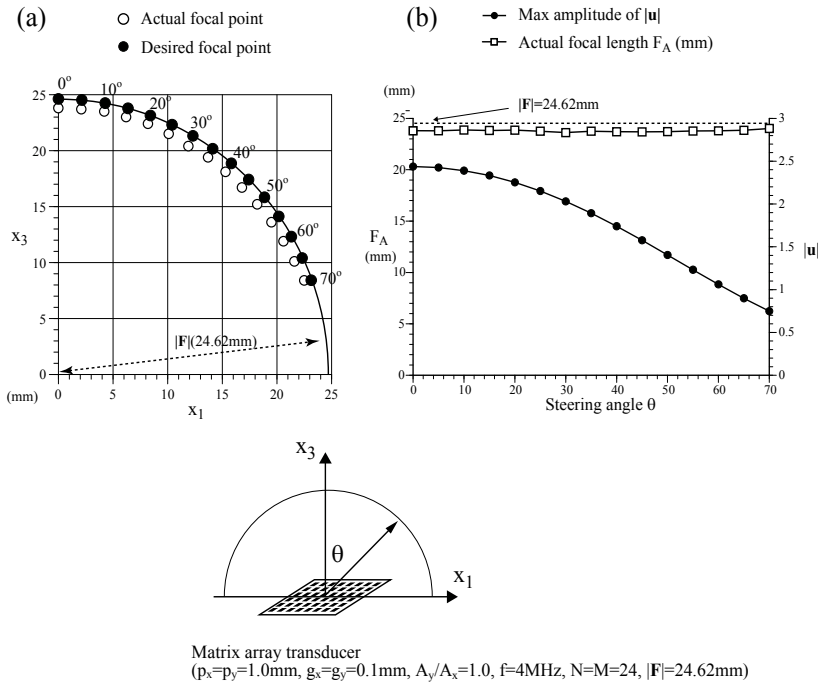 (a)
Actual focal point
Desired focal point
0°
10°
20°
30°
40°
50°
60°
70°
25
20
15
10
5
0
x3
|F|(24.62mm)
(mm)
0
5
10
15
20
25
x1
(b)
Max amplitude of |u|
Actual focal length FA (mm)
(mm)
|F|=24.62mm
25
20
15
10
5
0
FA
(mm)
3
2.5
2
1.5
1
0.5
0
|u|
0
10
20
30
40
50
60
70
Steering angle θ
x3
θ
x1
Matrix array transducer
(px=py=1.0mm, gx=gy=0.1mm, Ay/Ax=1.0, f=4MHz, N=M=24, |F|=24.62mm)